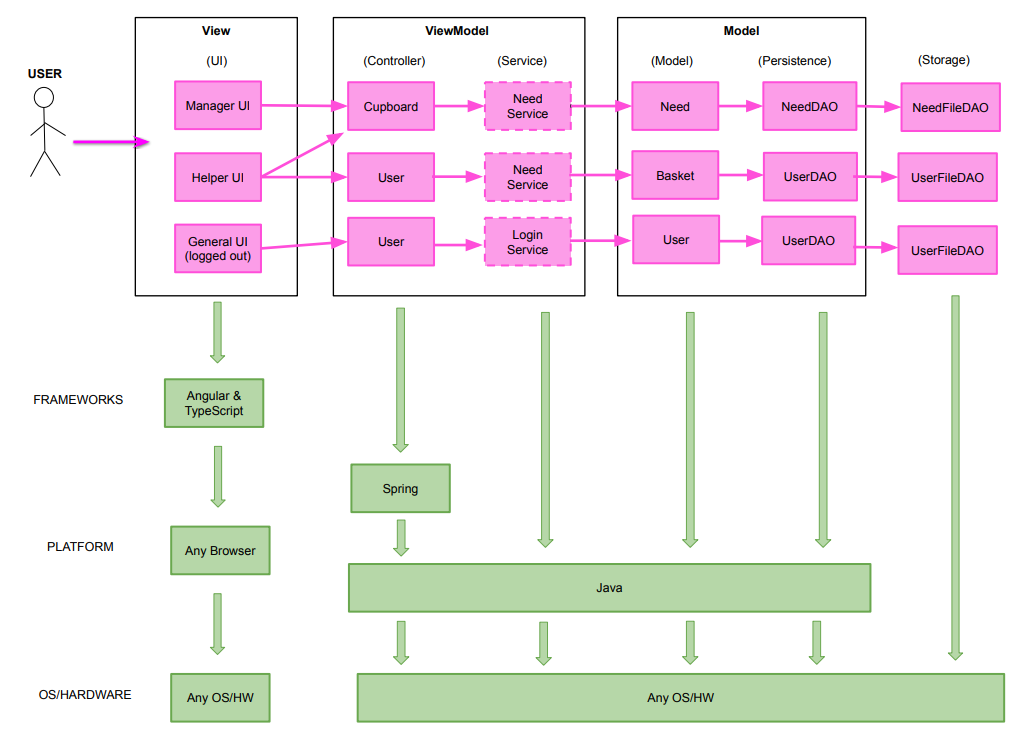 View
ViewModel
Model
(UI)
(Controller)
(Service)
(Model)
(Persistence)
(Storage)
USER
Manager UI
Cupboard
Need
Service
Need
NeedDAO
NeedFileDAO
Helper UI
User
Need
Service
Basket
UserDAO
UserFileDAO
General UI
(logged out)
User
Login
Service
User
UserDAO
UserFileDAO
FRAMEWORKS
Angular &
TypeScript
Spring
PLATFORM
Any Browser
Java
OS/HARDWARE
Any OS/HW
Any OS/HW